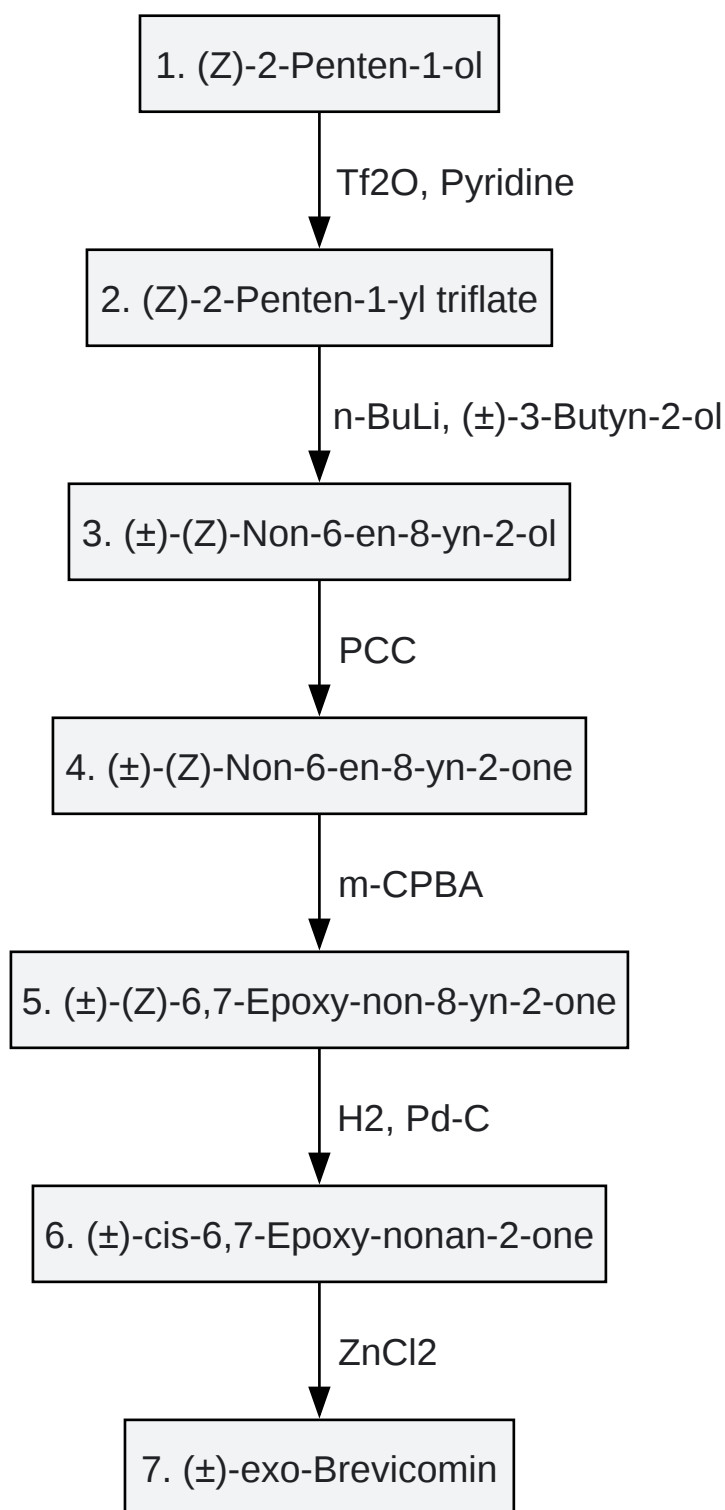 1. (Z)-2-Penten-1-ol
Tf2O, Pyridine
2. (Z)-2-Penten-1-yl triflate
n-BuLi, (±)-3-Butyn-2-ol
3. (±)-(Z)-Non-6-en-8-yn-2-ol
PCC
4. (±)-(Z)-Non-6-en-8-yn-2-one
m-CPBA
5. (±)-(Z)-6,7-Epoxy-non-8-yn-2-one
H2, Pd-C
6. (±)-cis-6,7-Epoxy-nonan-2-one
ZnCl2
7. (±)-exo-Brevicomin